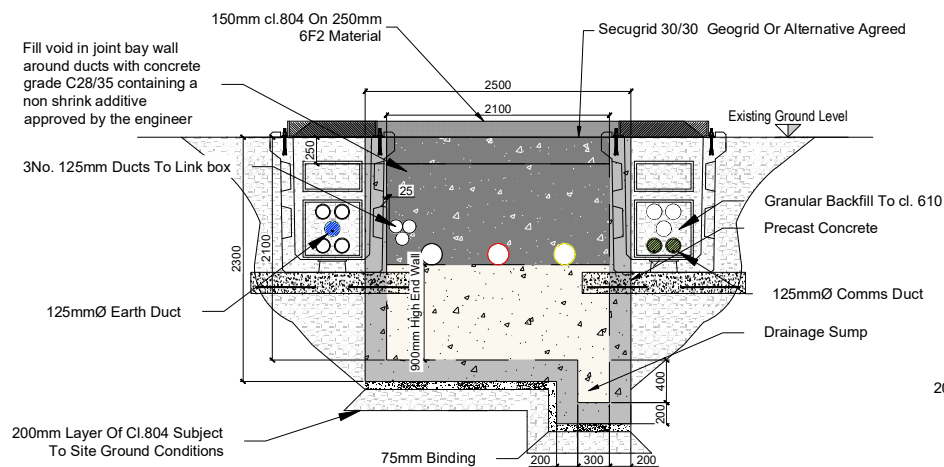 150mm cl.804 On 250mm
6F2 Material
Secugrid 30/30 Geogrid Or Alternative Agreed
Fill void in joint bay wall
around ducts with concrete
grade C28/35 containing a
non shrink additive
approved by the engineer
2500
2100
Existing Ground Level
250
3No. 125mm Ducts To Link box
25
Granular Backfill To cl. 610
Precast Concrete
2300
2100
900mm High End Wall
125mmØ Earth Duct
125mmØ Comms Duct
Drainage Sump
400
200
20
200mm Layer Of Cl.804 Subject
To Site Ground Conditions
75mm Binding
200
300
200